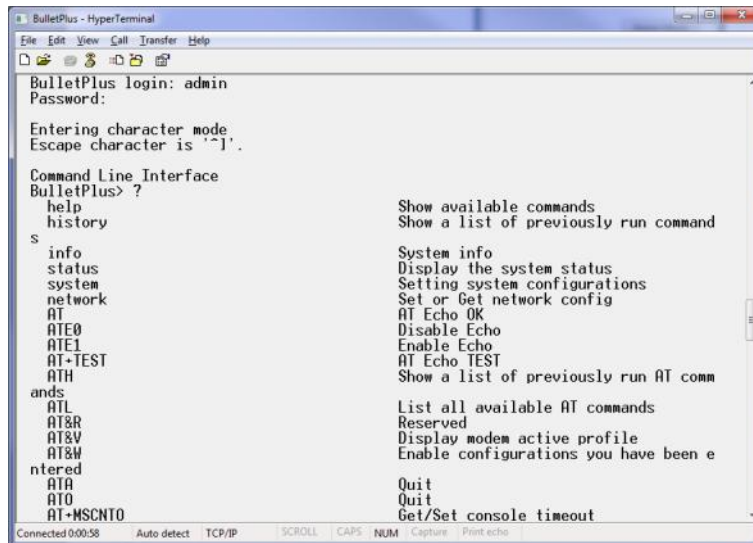 BulletPlus - HyperTerminal
File Edit View Call Transfer Help
BulletPlus login: admin
Password:
Entering character mode
Escape character is '^]'.
Command Line Interface
BulletPlus> ?
help Show available commands
history Show a list of previously run command
s
info System info
status Display the system status
system Setting system configurations
network Set or Get network config
AT AT Echo OK
ATE0 Disable Echo
ATE1 Enable Echo
AT+TEST AT Echo TEST
ATH Show a list of previously run AT comm
ands
ATL List all available AT commands
AT&R Reserved
AT&V Display modem active profile
AT&W Enable configurations you have been e
ntered
ATA Quit
ATO Quit
AT+MSCNTO Get/Set console timeout
Connected 0:00:58 Auto detect TCP/IP SCROLL CAPS NUM Capture Print echo